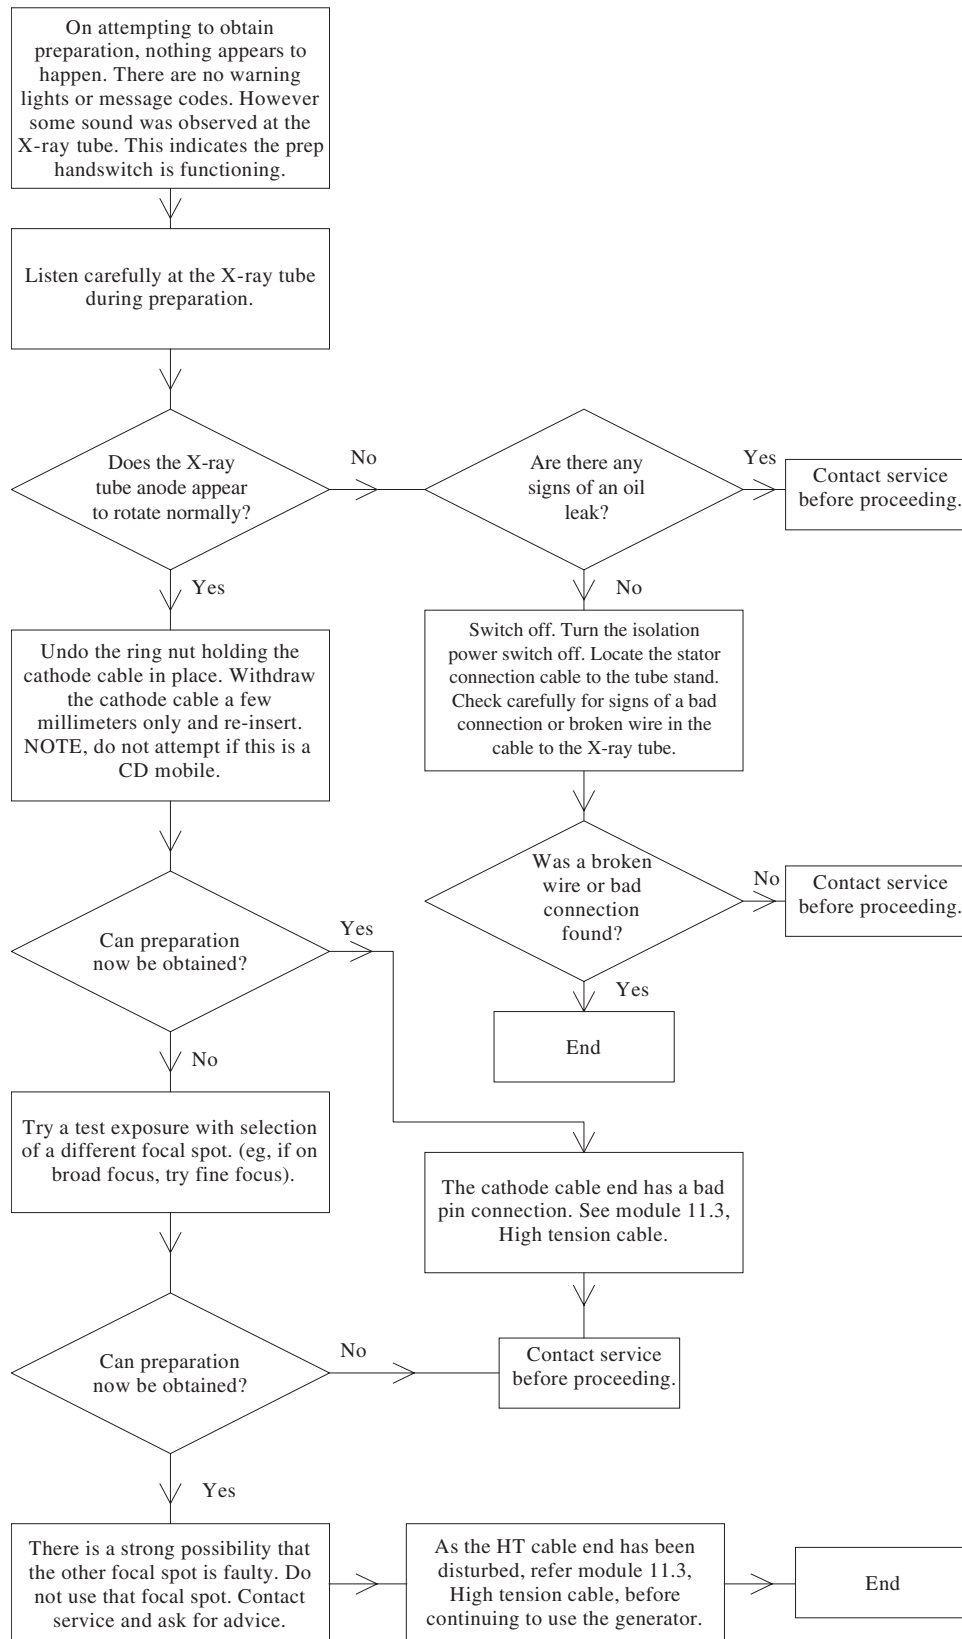 On attempting to obtain
preparation, nothing appears to
happen. There are no warning
lights or message codes. However
some sound was observed at the
X-ray tube. This indicates the prep
handswitch is functioning.
Listen carefully at the X-ray tube
during preparation.
Does the X-ray
tube anode appear
to rotate normally?
No
Are there any
signs of an oil
leak?
Yes
Contact service
before proceeding.
Yes
No
Undo the ring nut holding the
cathode cable in place. Withdraw
the cathode cable a few
millimeters only and re-insert.
NOTE, do not attempt if this is a
CD mobile.
Switch off. Turn the isolation
power switch off. Locate the stator
connection cable to the tube stand.
Check carefully for signs of a bad
connection or broken wire in the
cable to the X-ray tube.
Was a broken
wire or bad
connection
found?
No
Contact service
before proceeding.
Yes
End
Can preparation
now be obtained?
Yes
No
Try a test exposure with selection
of a different focal spot. (eg, if on
broad focus, try fine focus).
The cathode cable end has a bad
pin connection. See module 11.3,
High tension cable.
Can preparation
now be obtained?
No
Contact service
before proceeding.
Yes
There is a strong possibility that
the other focal spot is faulty. Do
not use that focal spot. Contact
service and ask for advice.
As the HT cable end has been
disturbed, refer module 11.3,
High tension cable, before
continuing to use the generator.
End